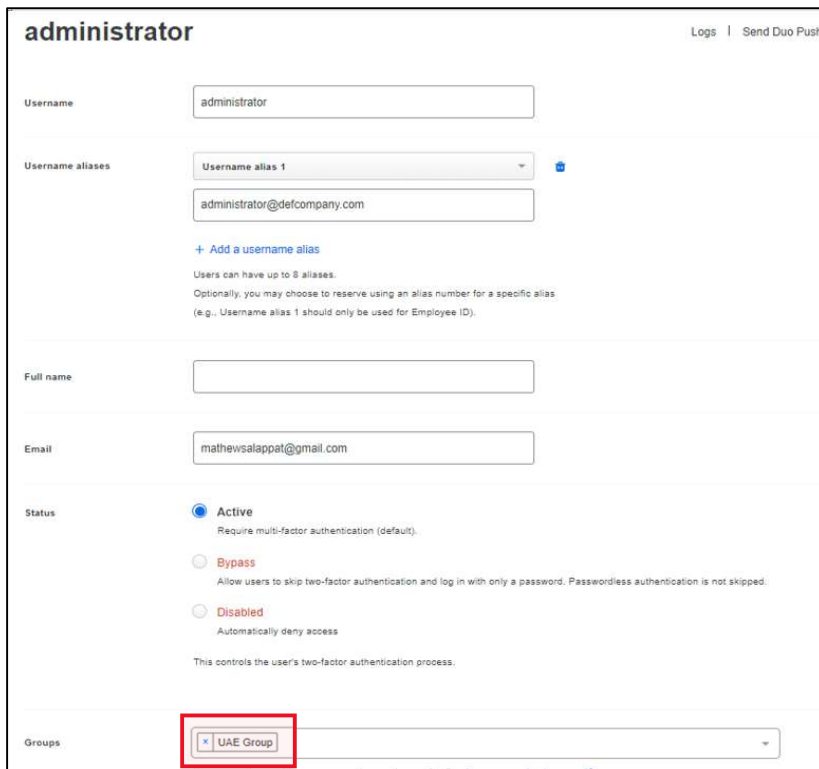 administrator
Logs | Send Duo Push
Username
administrator
Username aliases
Username alias 1
administrator@defcompany.com
+ Add a username alias
Users can have up to 8 aliases.
Optionally, you may choose to reserve using an alias number for a specific alias
(e.g., Username alias 1 should only be used for Employee ID).
Full name
Email
mathewsalappat@gmail.com
Status
Active
Require multi-factor authentication (default).
Bypass
Allow users to skip two-factor authentication and log in with only a password. Passwordless authentication is not skipped.
Disabled
Automatically deny access
This controls the user's two-factor authentication process.
Groups
× UAE Group